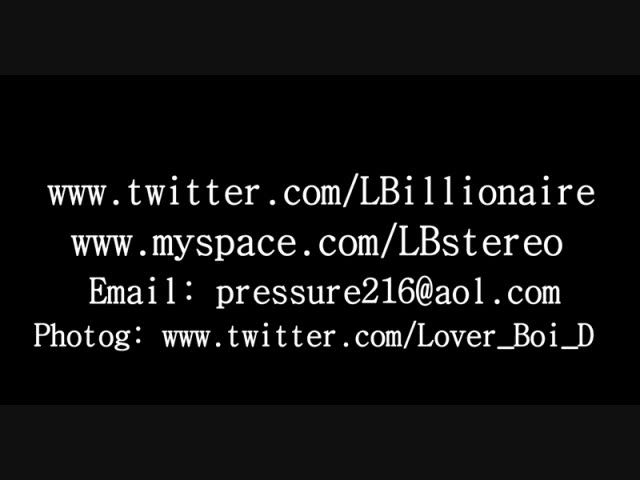 www.twitter.com/LBillionaire
www.myspace.com/LBstereo
Email: pressure216@aol.com
Photog: www.twitter.com/Lover_Boi_D